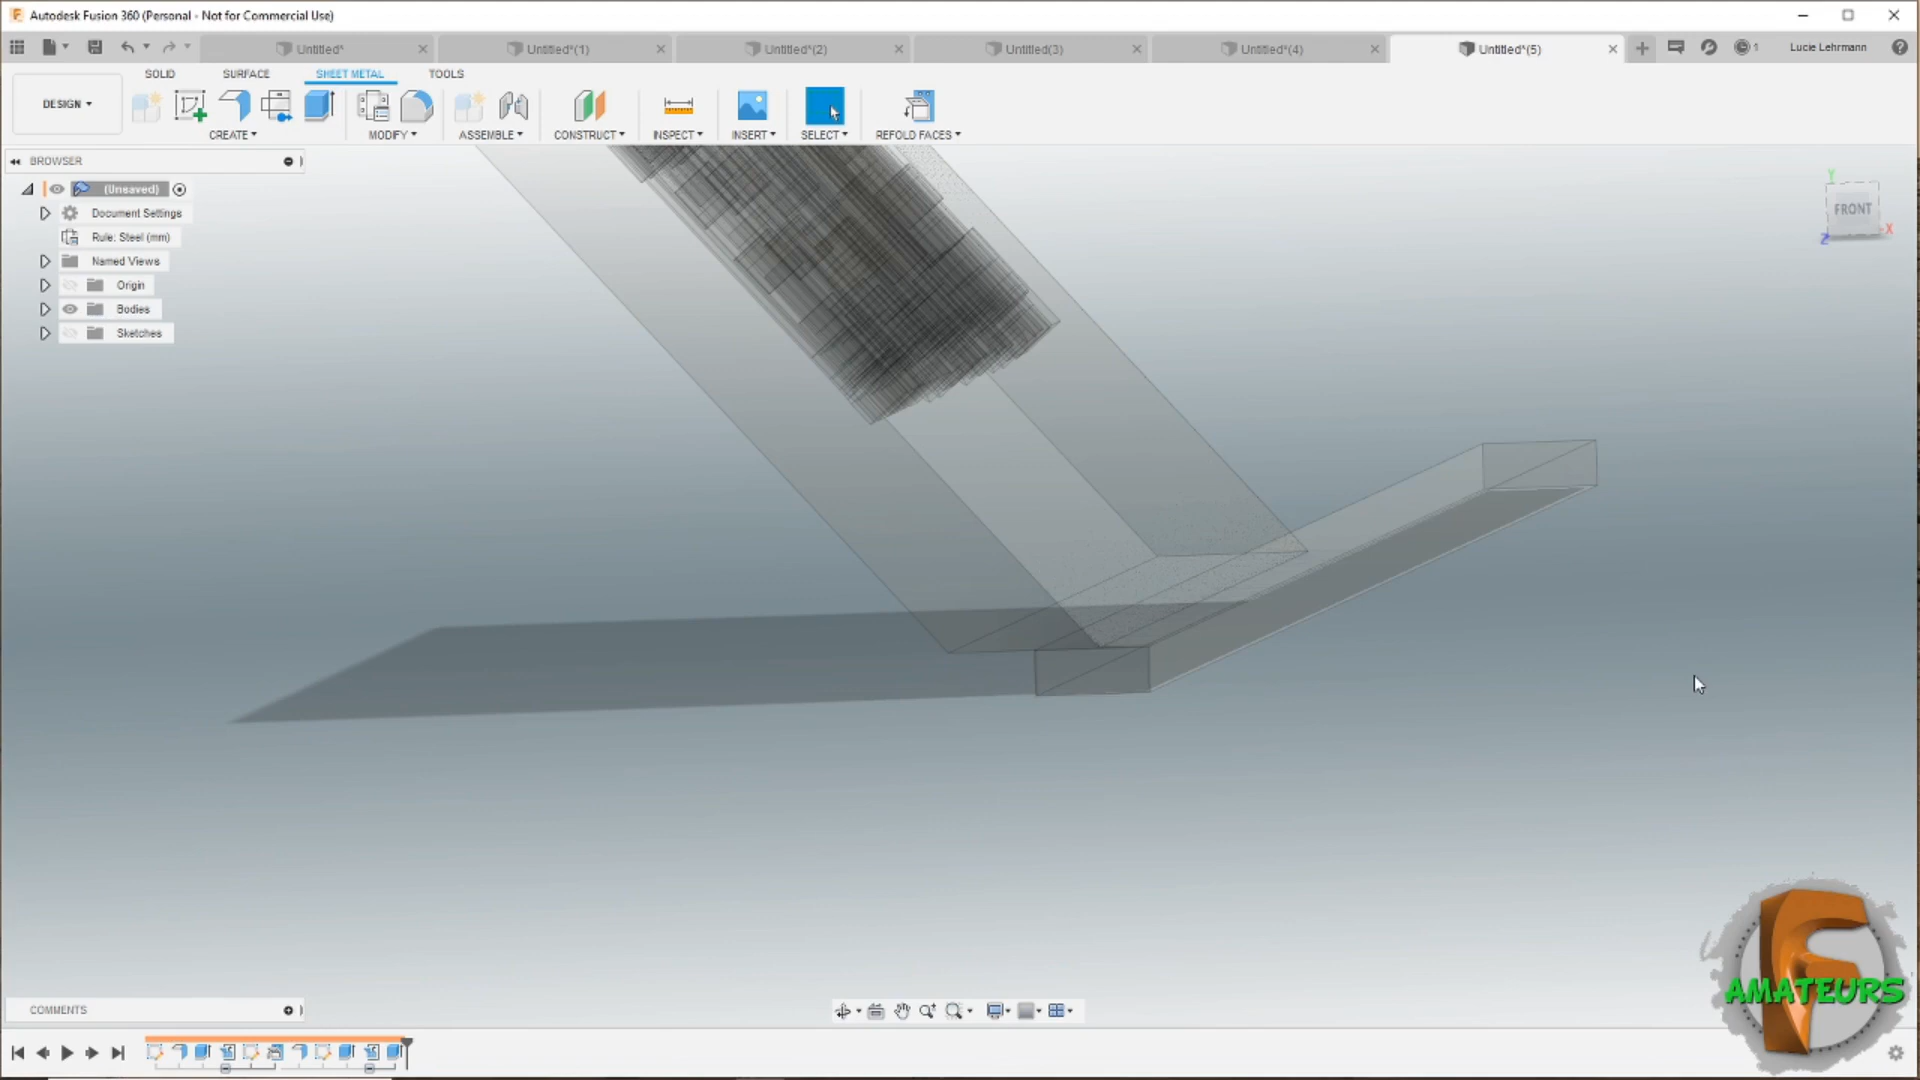 Autodesk Fusion 360 (Personal - Not for Commercial Use)
Untitled*
Untitled*(1)
Untitled*(2)
Untitled(3)
Untitled*(4)
Untitled*(5)
1
Lucie Lehrmann
SOLID
SURFACE
SHEET METAL
TOOLS
DESIGN
CREATE
MODIFY
ASSEMBLE
CONSTRUCT
INSPECT
INSERT
SELECT
REFOLD FACES
BROWSER
(Unsaved)
Document Settings
Rule: Steel (mm)
Named Views
Origin
Bodies
Sketches
Y
FRONT
X
Z
COMMENTS
AMATEURS